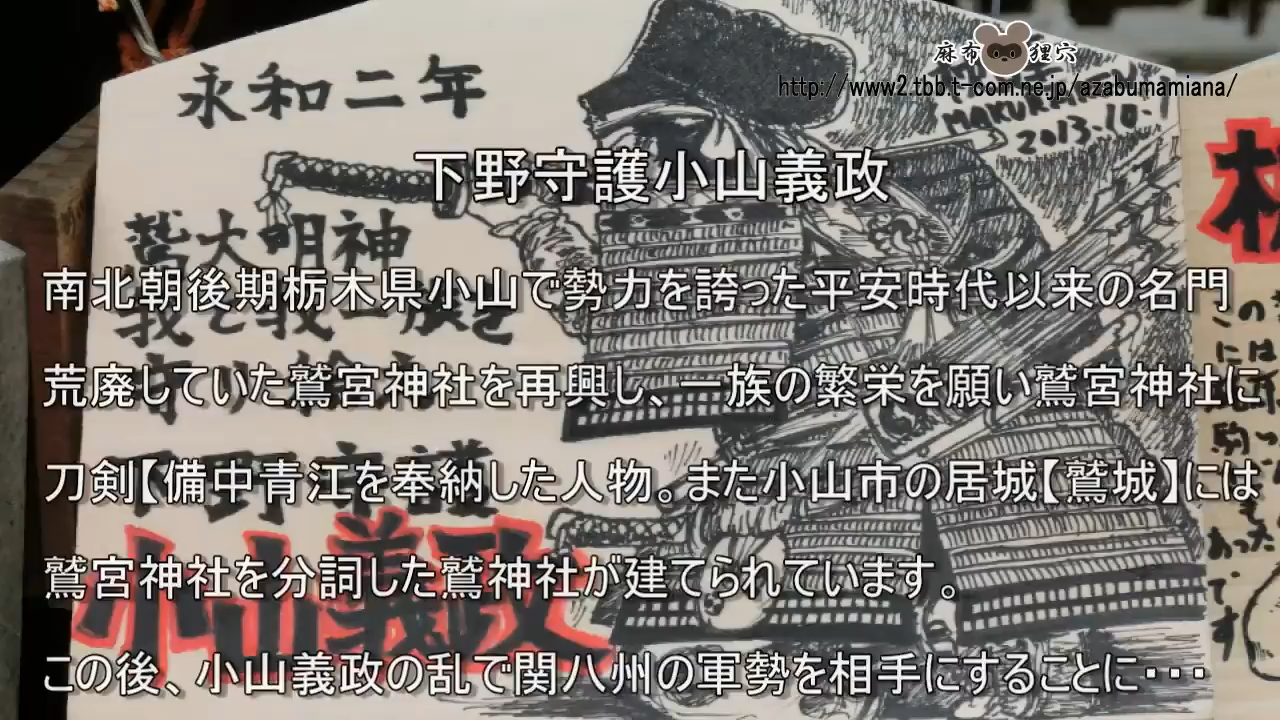 永和二年
麻布 狸穴
http://www2.tbb.t-com.ne.jp/azabumamiana/
2013.10.1
下野守護小山義政
鷲大明神
南北朝後期栃木県小山で勢力を誇った平安時代以来の名門
荒廃していた鷲宮神社を再興し、一族の繁栄を願い鷲宮神社に
刀剣【備中青江を奉納した人物。また小山市の居城【鷲城】には
下野守護
小山義政
鷲宮神社を分詞した鷲神社が建てられています。
この後、小山義政の乱で関八州の軍勢を相手にすることに・・・